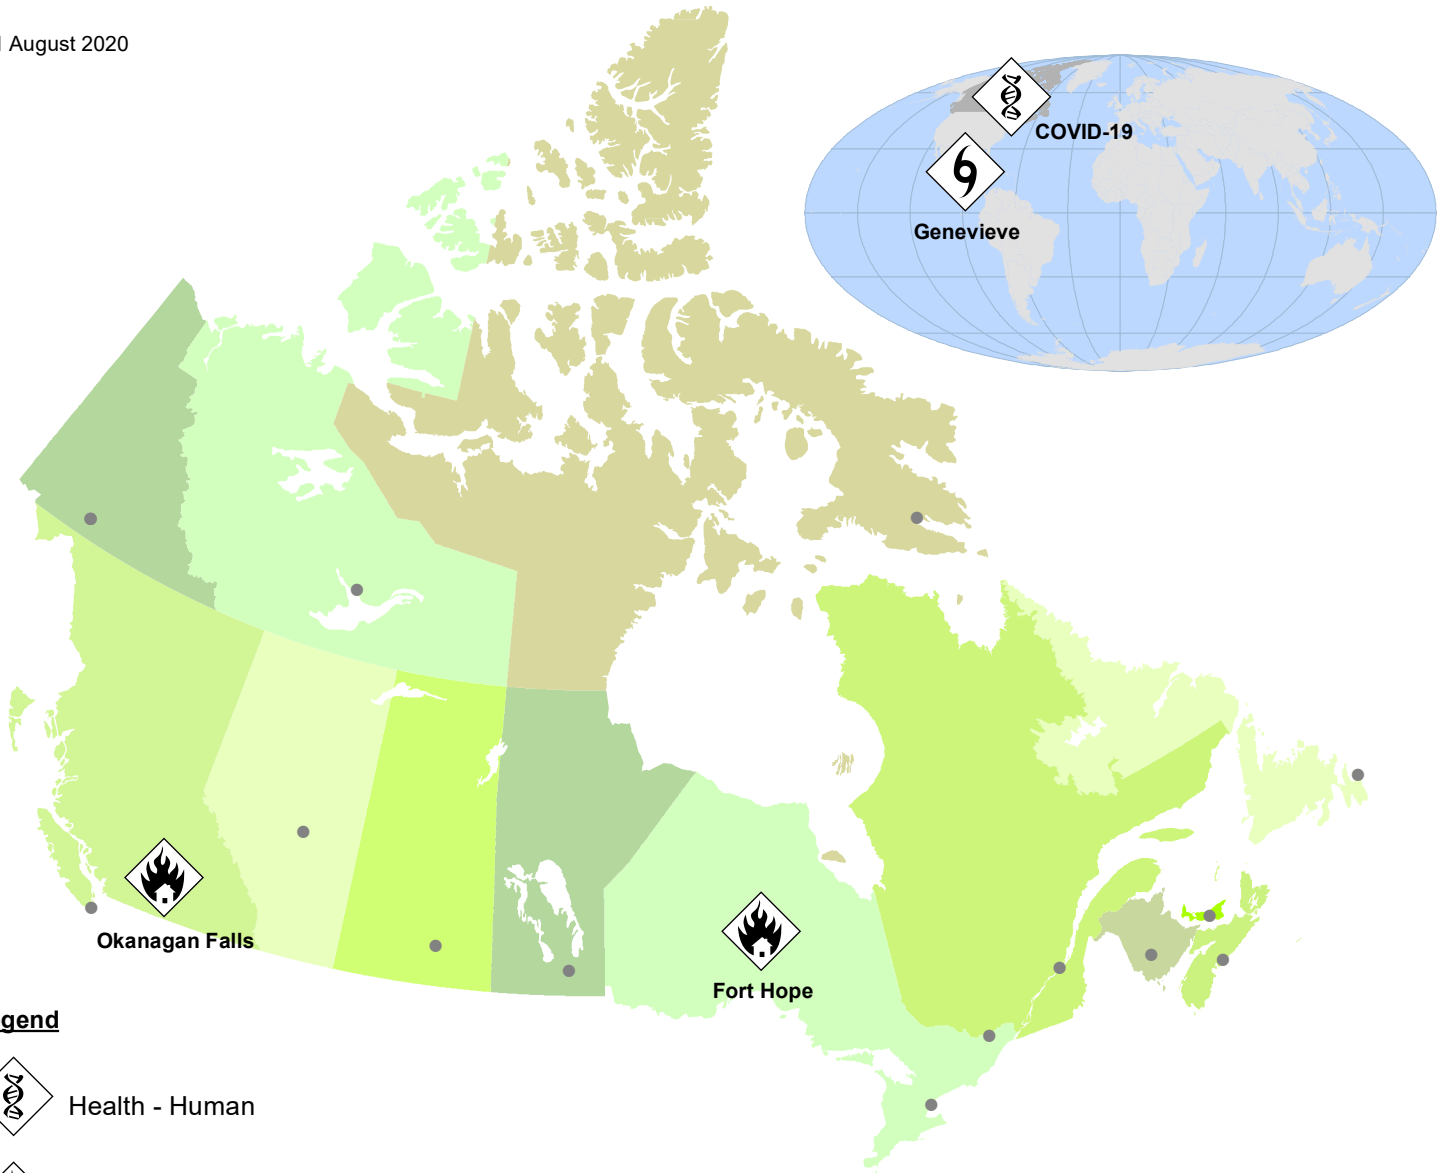 August 2020
COVID-19
Genevieve
Okanagan Falls
Fort Hope
gend
Health - Human